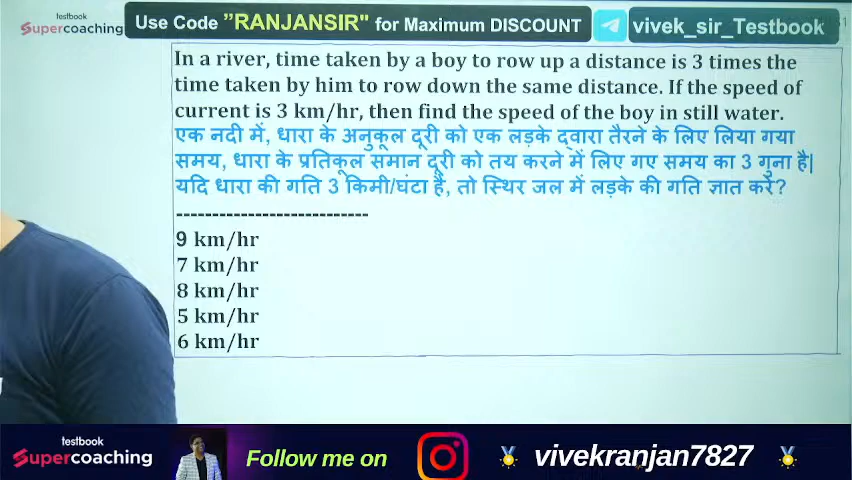 testbook
Supercoaching
Use Code ”RANJANSIR" for Maximum DISCOUNT
vivek_sir_Testbook
In a river, time taken by a boy to row up a distance is 3 times the
time taken by him to row down the same distance. If the speed of
current is 3 km/hr, then find the speed of the boy in still water.
एक नदी में, धारा के अनुकूल दूरी को एक लड़के द्वारा तैरने के लिए लिया गया
समय, धारा के प्रतिकूल समान दूरी को तय करने में लिए गए समय का 3 गुना है|
यदि धारा की गति 3 किमी/घंटा है, तो स्थिर जल में लड़के की गति ज्ञात करें?
---------------------------
9 km/hr
7 km/hr
8 km/hr
5 km/hr
6 km/hr
testbook
Supercoaching
Follow me on
vivekranjan7827